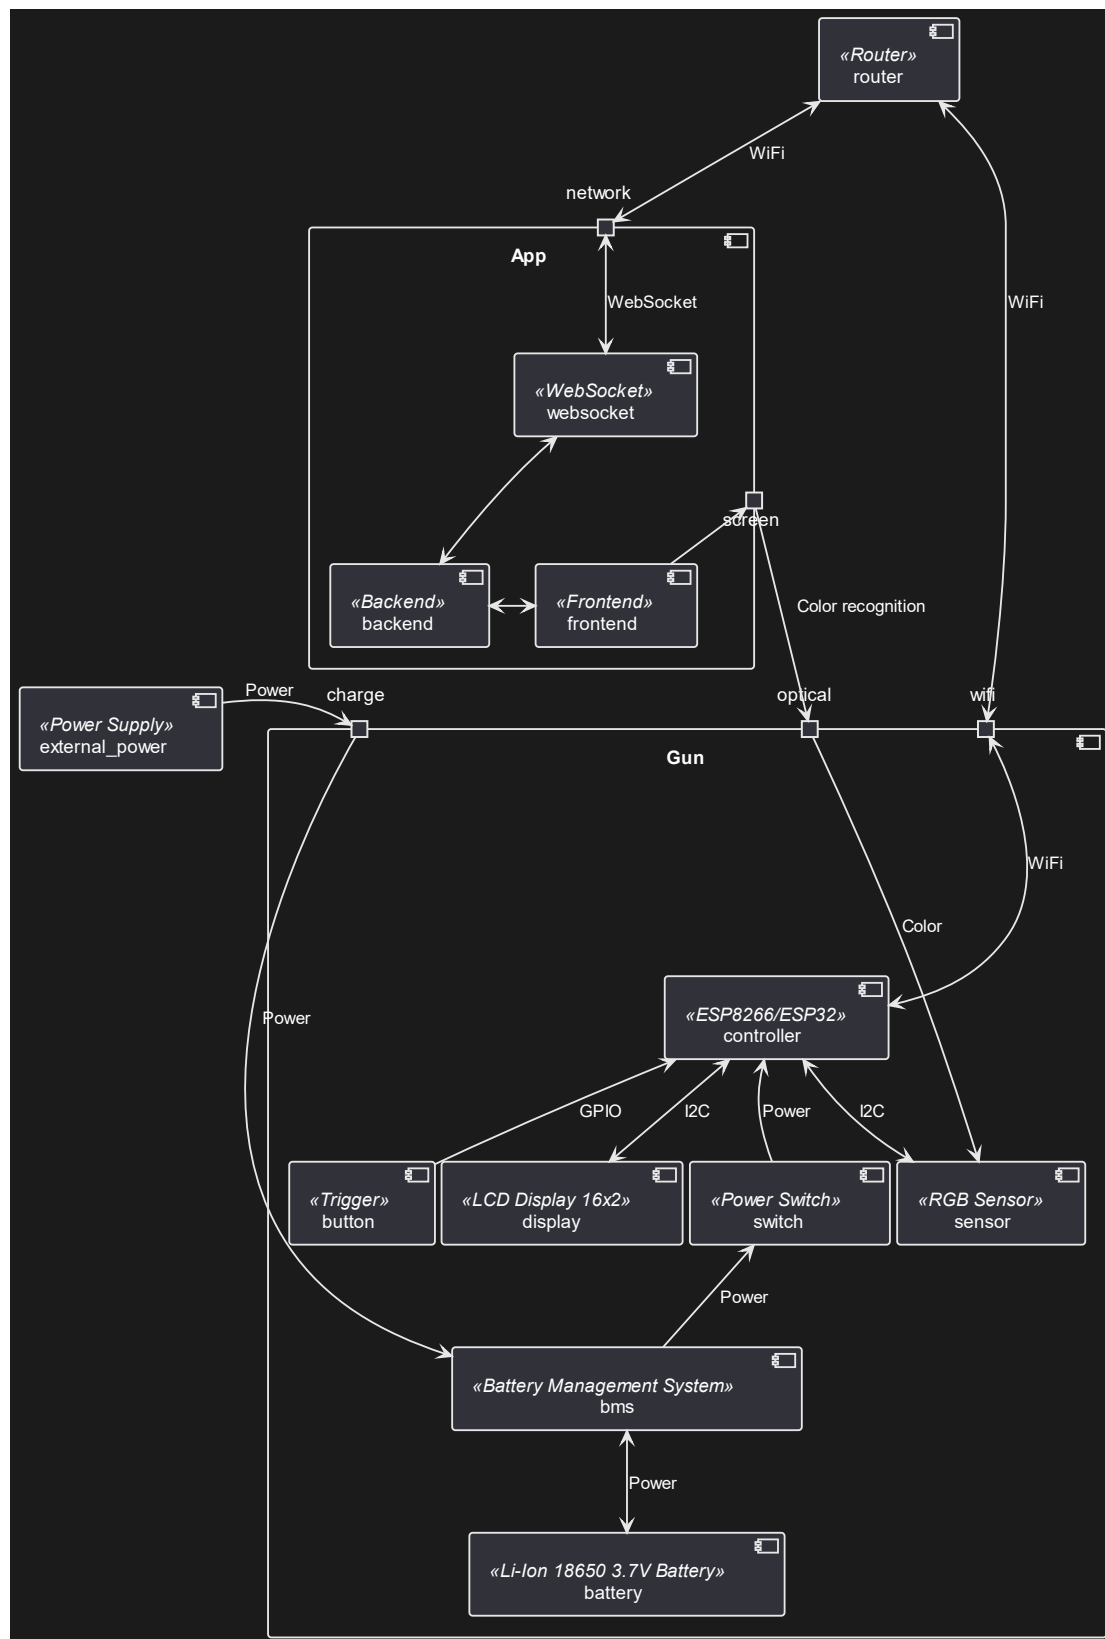 «Router»
router
WiFi
network
App
WebSocket
WiFi
«WebSocket»
websocket
screen
«Backend»
backend
«Frontend»
frontend
Color recognition
Power
charge
optical
wifi
«Power Supply»
external_power
Gun
WiFi
Color
Power
«ESP8266/ESP32»
controller
GPIO
I2C
Power
I2C
«Trigger»
button
«LCD Display 16x2»
display
«Power Switch»
switch
«RGB Sensor»
sensor
Power
«Battery Management System»
bms
Power
«Li-Ion 18650 3.7V Battery»
battery